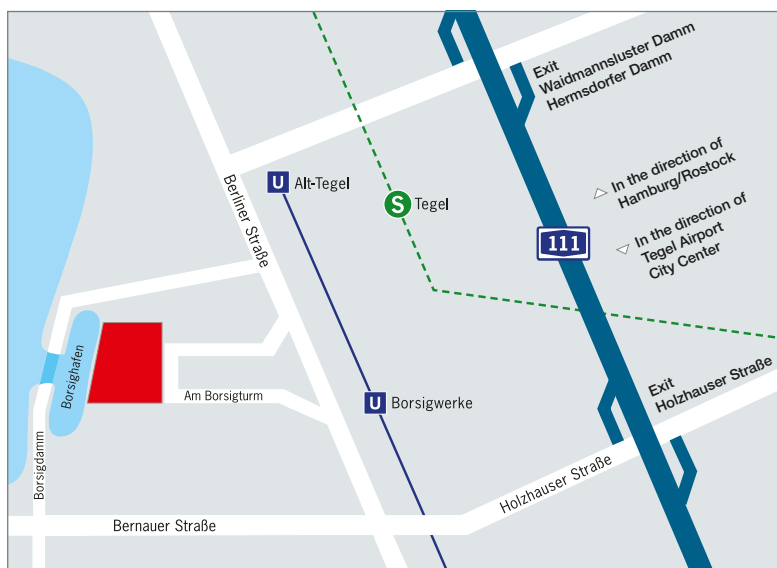 Exit
Waidmannsluster Damm
Hermsdorfer Damm
In the direction of
Hamburg/Rostock
U Alt-Tegel
S Tegel
Berliner Straße
111
In the direction of
Tegel Airport
City Center
Borsighafen
Am Borsigturm
U Borsigwerke
Exit
Holzhauser Straße
Borsigdamm
Holzhauser Straße
Bernauer Straße